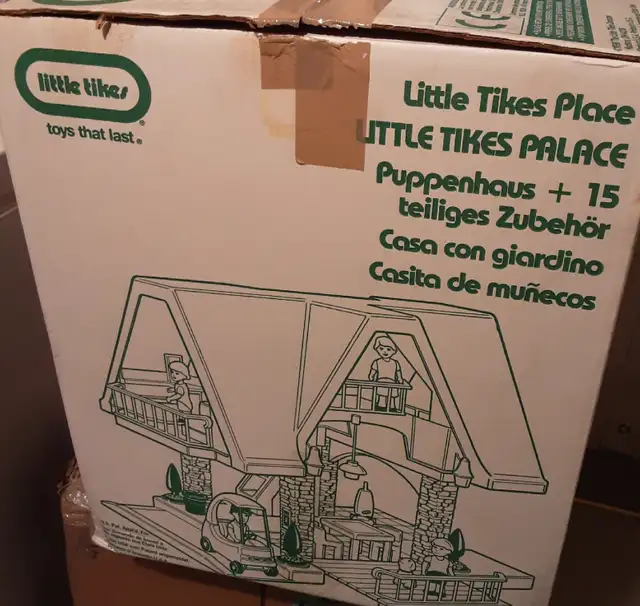 little tikes
toys that last
Little Tikes Place
LITTLE TIKES PALACE
Puppenhaus + 15
teiliges Zubehör
Casa con giardino
Casita de muñecos
CE